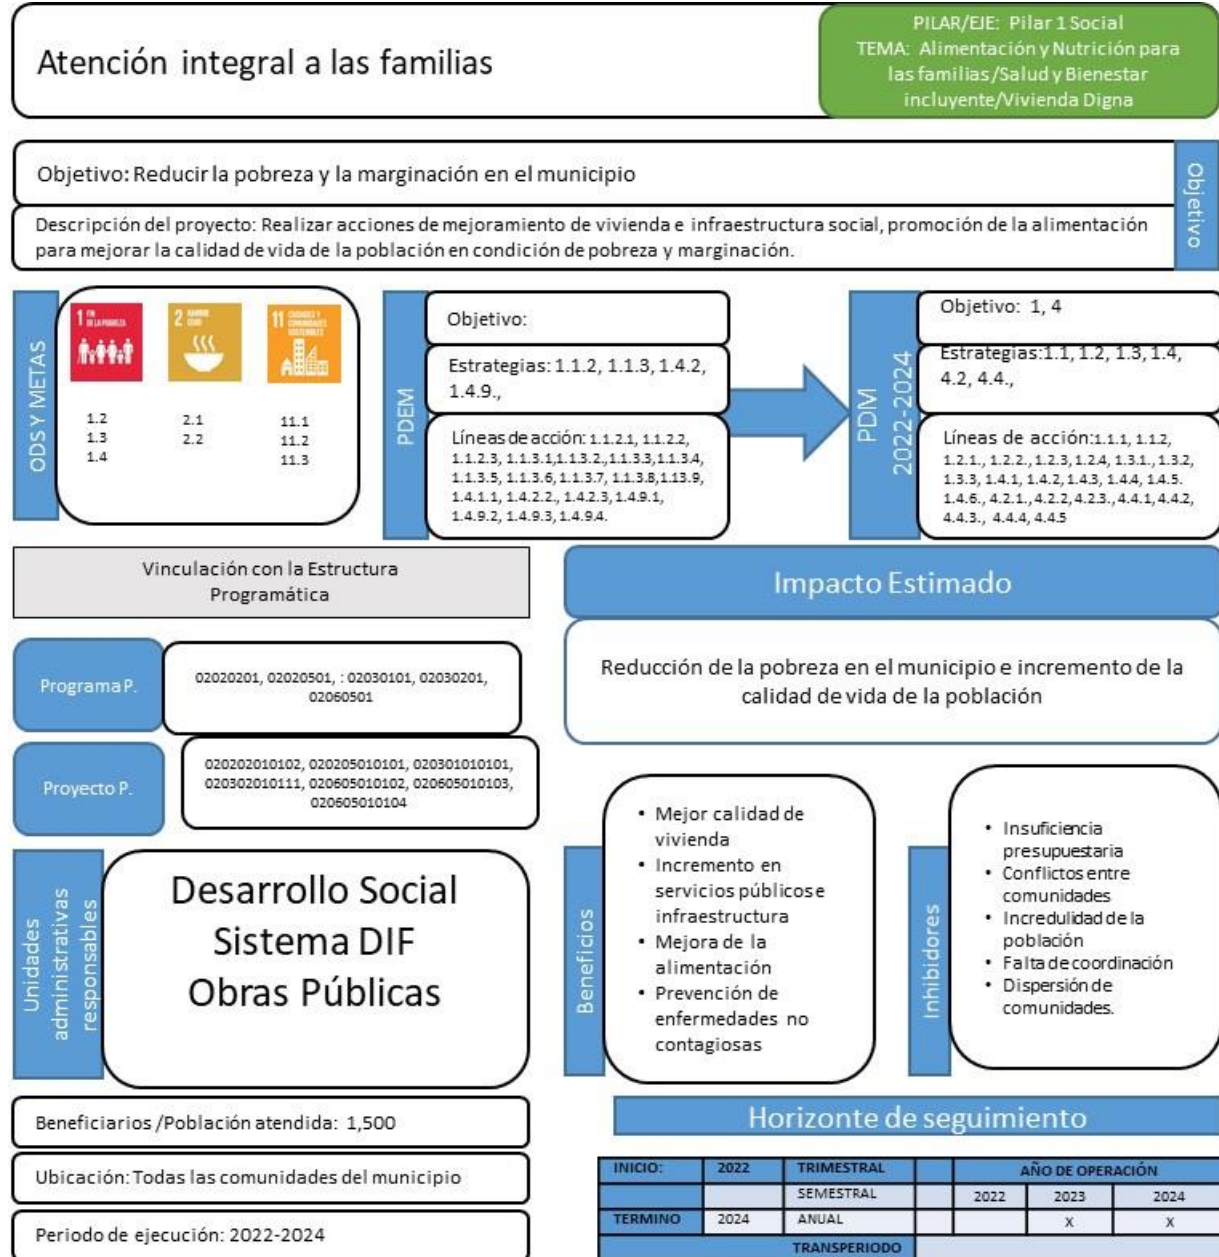 Atención integral a las familias
PILAR/EJE: Pilar 1 Social
TEMA: Alimentación y Nutrición para
las familias/Salud y Bienestar
incluyente/Vivienda Digna
Objetivo: Reducir la pobreza y la marginación en el municipio
Descripción del proyecto: Realizar acciones de mejoramiento de vivienda e infraestructura social, promoción de la alimentación
para mejorar la calidad de vida de la población en condición de pobreza y marginación.
Objetivo
ODS Y METAS
1 FIN
DE LA POBREZA
2 HAMBRE
CERO
11 CIUDADES Y
COMUNIDADES
SOSTENIBLES
1.2
1.3
1.4
2.1
2.2
11.1
11.2
11.3
PDEM
Objetivo:
Estrategias: 1.1.2, 1.1.3, 1.4.2,
1.4.9.,
Líneas de acción: 1.1.2.1, 1.1.2.2,
1.1.2.3, 1.1.3.1,1.1.3.2,1.1.3.3,1.1.3.4,
1.1.3.5, 1.1.3.6, 1.1.3.7, 1.1.3.8,1.13.9,
1.4.1.1, 1.4.2.2., 1.4.2.3, 1.4.9.1,
1.4.9.2, 1.4.9.3, 1.4.9.4.
PDM
2022-2024
Objetivo: 1, 4
Estrategias:1.1, 1.2, 1.3, 1.4,
4.2, 4.4.,
Líneas de acción:1.1.1, 1.1.2,
1.2.1., 1.2.2., 1.2.3, 1.2.4, 1.3.1., 1.3.2,
1.3.3, 1.4.1, 1.4.2, 1.4.3, 1.4.4, 1.4.5.
1.4.6., 4.2.1., 4.2.2, 4.2.3., 4.4.1, 4.4.2,
4.4.3., 4.4.4, 4.4.5
Vinculación con la Estructura
Programática
Programa P.
02020201, 02020501, : 02030101, 02030201,
02060501
Proyecto P.
020202010102, 020205010101, 020301010101,
020302010111, 020605010102, 020605010103,
020605010104
Impacto Estimado
Reducción de la pobreza en el municipio e incremento de la
calidad de vida de la población
Unidades
administrativas
responsables
Desarrollo Social
Sistema DIF
Obras Públicas
Beneficios
• Mejor calidad de
vivienda
• Incremento en
servicios públicos e
infraestructura
• Mejora de la
alimentación
• Prevención de
enfermedades no
contagiosas
Inhibidores
• Insuficiencia
presupuestaria
• Conflictos entre
comunidades
• Incredulidad de la
población
• Falta de coordinación
• Dispersión de
comunidades.
Beneficiarios /Población atendida: 1,500
Ubicación: Todas las comunidades del municipio
Periodo de ejecución: 2022-2024
Horizonte de seguimiento
INICIO: 2022 TRIMESTRAL AÑO DE OPERACIÓN
SEMESTRAL 2022 2023 2024
TERMINO 2024 ANUAL X X
TRANSPERIODO